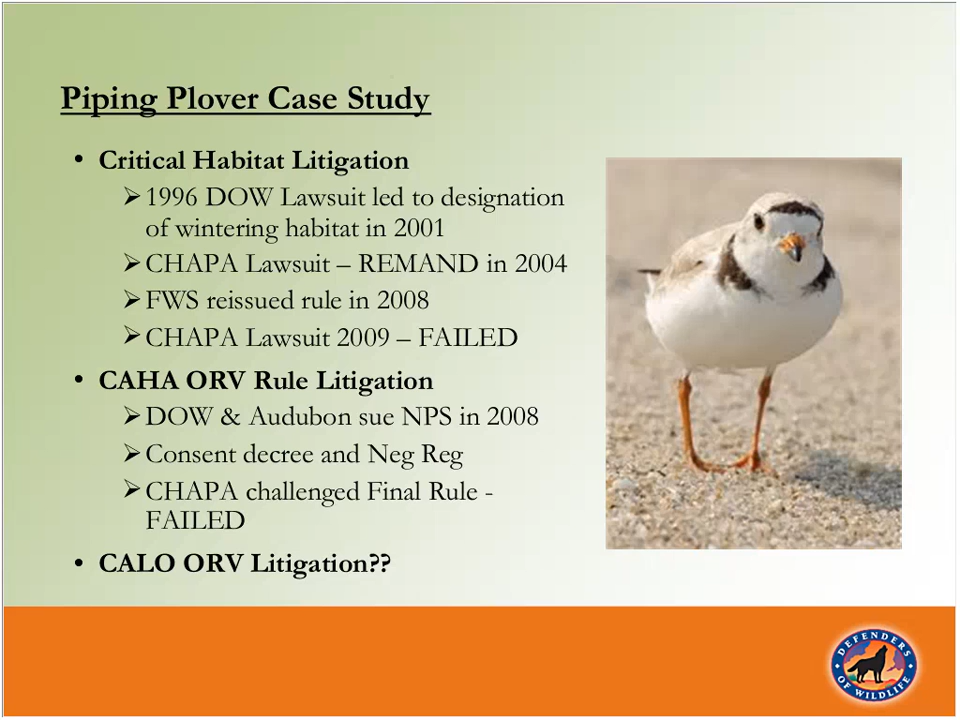 Piping Plover Case Study
• Critical Habitat Litigation
➢ 1996 DOW Lawsuit led to designation
of wintering habitat in 2001
➢ CHAPA Lawsuit – REMAND in 2004
➢ FWS reissued rule in 2008
➢ CHAPA Lawsuit 2009 – FAILED
• CAHA ORV Rule Litigation
➢ DOW & Audubon sue NPS in 2008
➢ Consent decree and Neg Reg
➢ CHAPA challenged Final Rule -
FAILED
• CALO ORV Litigation??
DEFENDERS
OF WILDLIFE